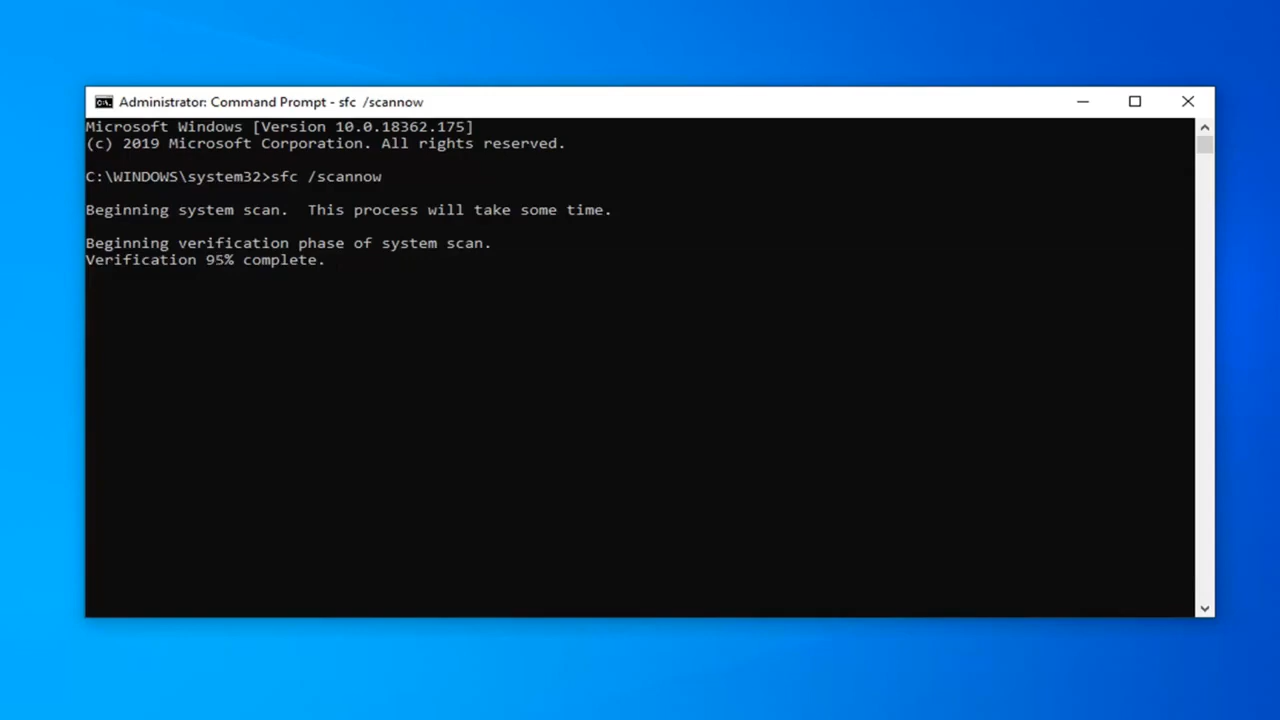 Administrator: Command Prompt - sfc  /scannow
Microsoft Windows [Version 10.0.18362.175]
(c) 2019 Microsoft Corporation. All rights reserved.
C:\WINDOWS\system32>sfc /scannow
Beginning system scan.  This process will take some time.
Beginning verification phase of system scan.
Verification 95% complete.